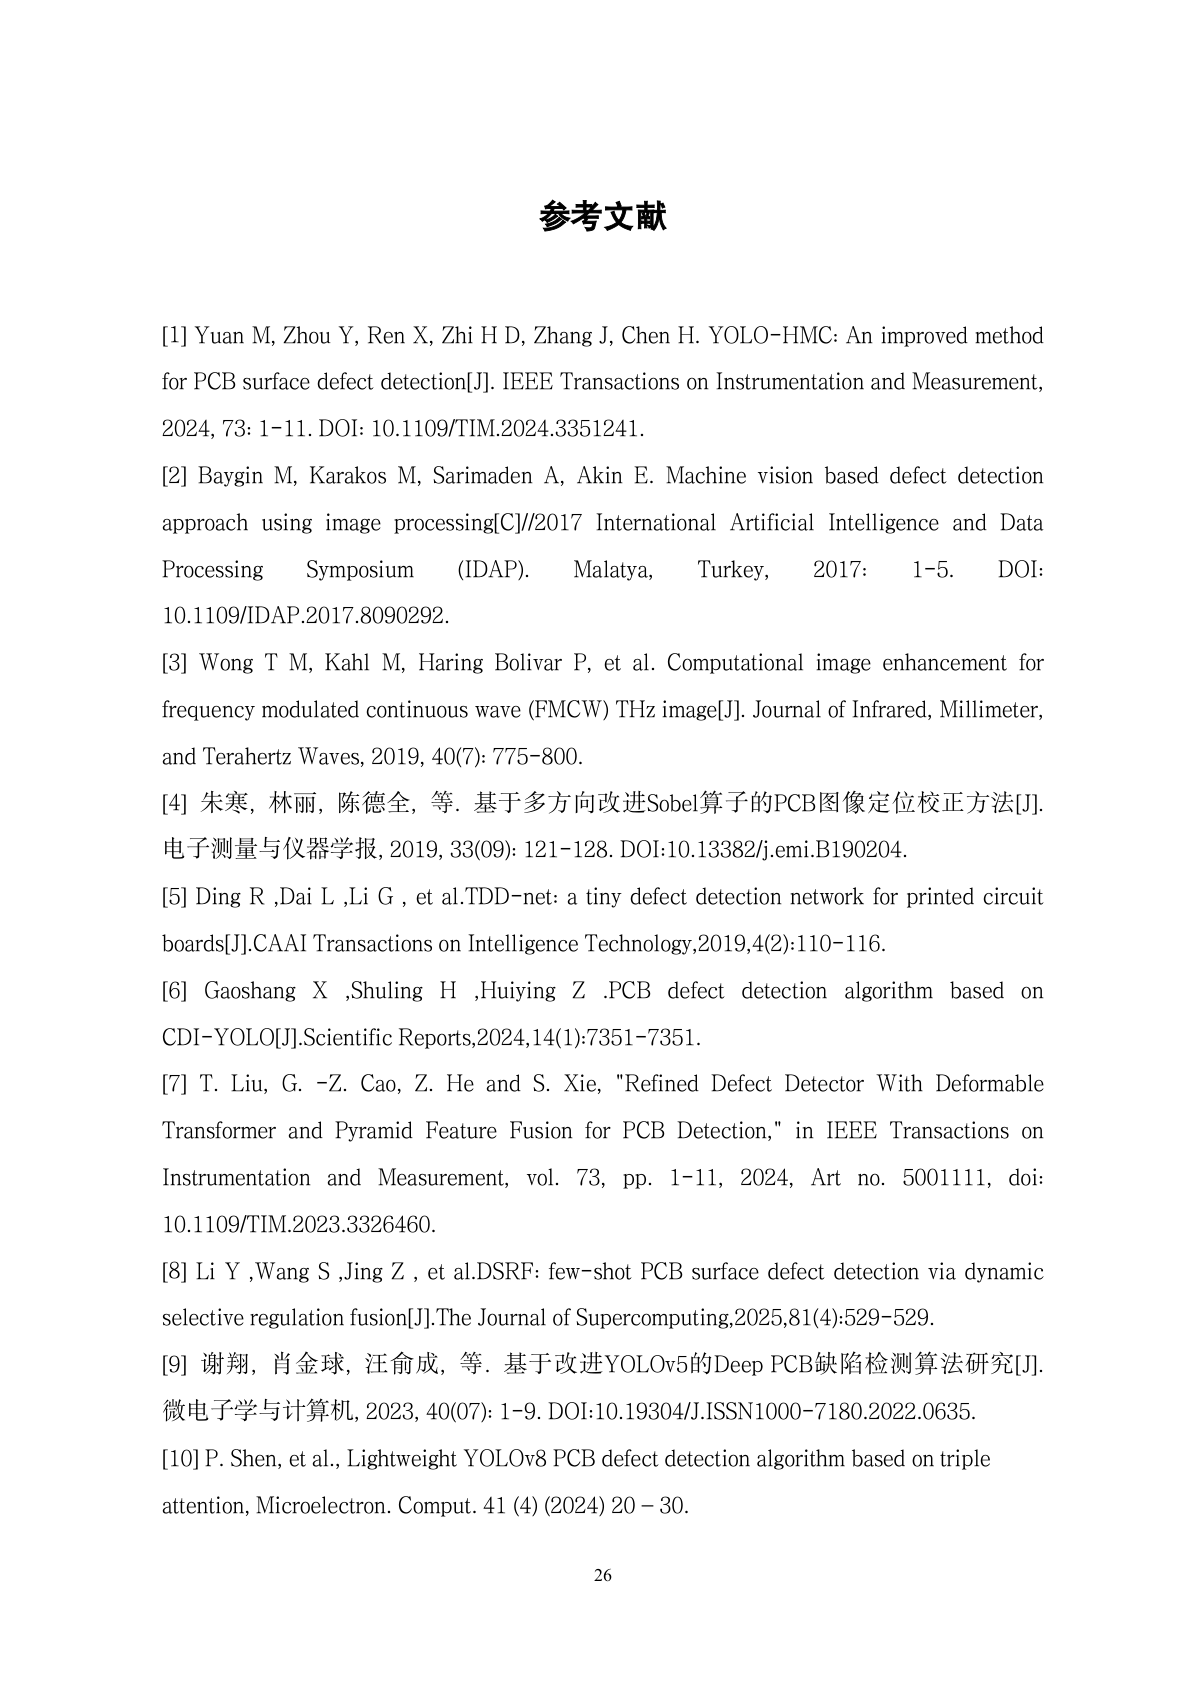 参考文献
[1] Yuan M, Zhou Y, Ren X, Zhi H D, Zhang J, Chen H. YOLO-HMC: An improved method
for PCB surface defect detection[J]. IEEE Transactions on Instrumentation and Measurement,
2024, 73: 1-11. DOI: 10.1109/TIM.2024.3351241.
[2] Baygin M, Karakos M, Sarimaden A, Akin E. Machine vision based defect detection
approach using image processing[C]//2017 International Artificial Intelligence and Data
Processing Symposium (IDAP). Malatya, Turkey, 2017: 1-5. DOI:
10.1109/IDAP.2017.8090292.
[3] Wong T M, Kahl M, Haring Bolivar P, et al. Computational image enhancement for
frequency modulated continuous wave (FMCW) THz image[J]. Journal of Infrared, Millimeter,
and Terahertz Waves, 2019, 40(7): 775-800.
[4] 朱寒, 林丽, 陈德全, 等. 基于多方向改进Sobel算子的PCB图像定位校正方法[J].
电子测量与仪器学报, 2019, 33(09): 121-128. DOI:10.13382/j.emi.B190204.
[5] Ding R ,Dai L ,Li G , et al.TDD-net: a tiny defect detection network for printed circuit
boards[J].CAAI Transactions on Intelligence Technology,2019,4(2):110-116.
[6] Gaoshang X ,Shuling H ,Huiying Z .PCB defect detection algorithm based on
CDI-YOLO[J].Scientific Reports,2024,14(1):7351-7351.
[7] T. Liu, G. -Z. Cao, Z. He and S. Xie, "Refined Defect Detector With Deformable
Transformer and Pyramid Feature Fusion for PCB Detection," in IEEE Transactions on
Instrumentation and Measurement, vol. 73, pp. 1-11, 2024, Art no. 5001111, doi:
10.1109/TIM.2023.3326460.
[8] Li Y ,Wang S ,Jing Z , et al.DSRF: few-shot PCB surface defect detection via dynamic
selective regulation fusion[J].The Journal of Supercomputing,2025,81(4):529-529.
[9] 谢翔, 肖金球, 汪俞成, 等. 基于改进YOLOv5的Deep PCB缺陷检测算法研究[J].
微电子学与计算机, 2023, 40(07): 1-9. DOI:10.19304/J.ISSN1000-7180.2022.0635.
[10] P. Shen, et al., Lightweight YOLOv8 PCB defect detection algorithm based on triple
attention, Microelectron. Comput. 41 (4) (2024) 20 – 30.
26